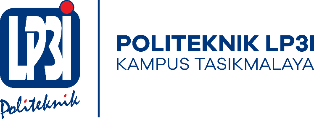 LP3I
Politeknik
POLITEKNIK LP3I
KAMPUS TASIKMALAYA